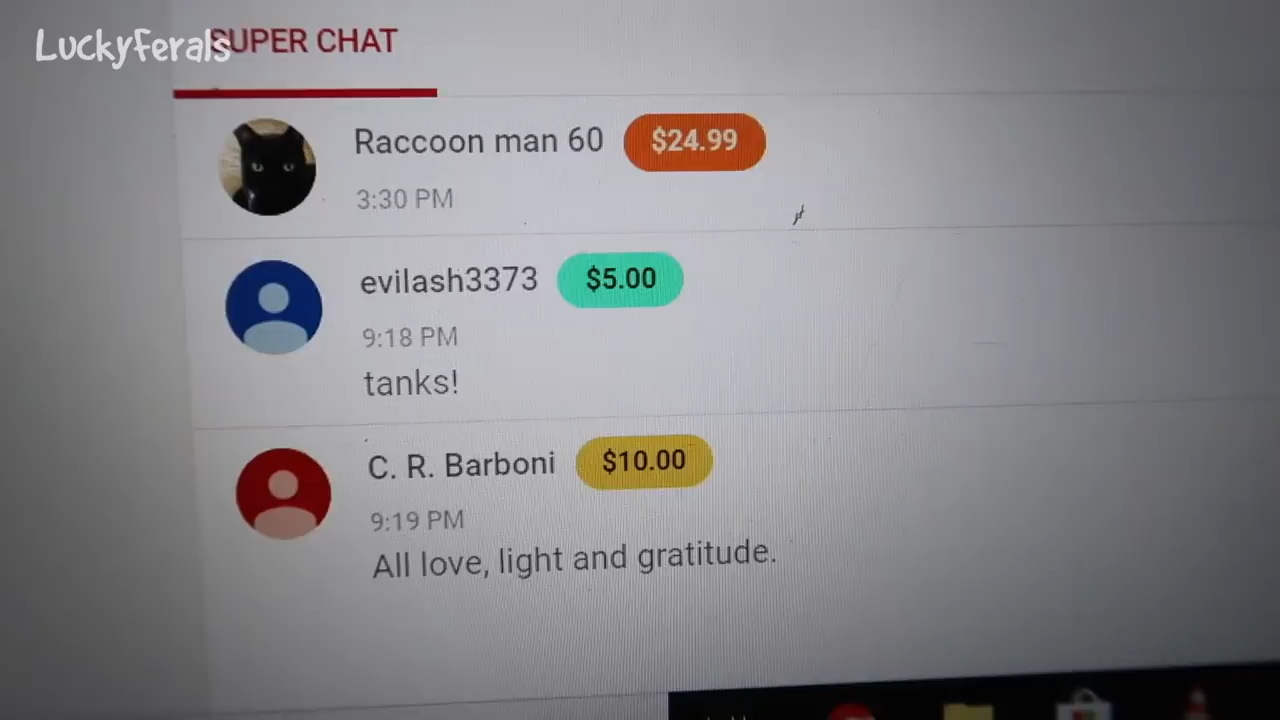 LuckyFerals
SUPER CHAT
Raccoon man 60 $24.99
3:30 PM
evilash3373 $5.00
9:18 PM
tanks!
C. R. Barboni $10.00
9:19 PM
All love, light and gratitude.